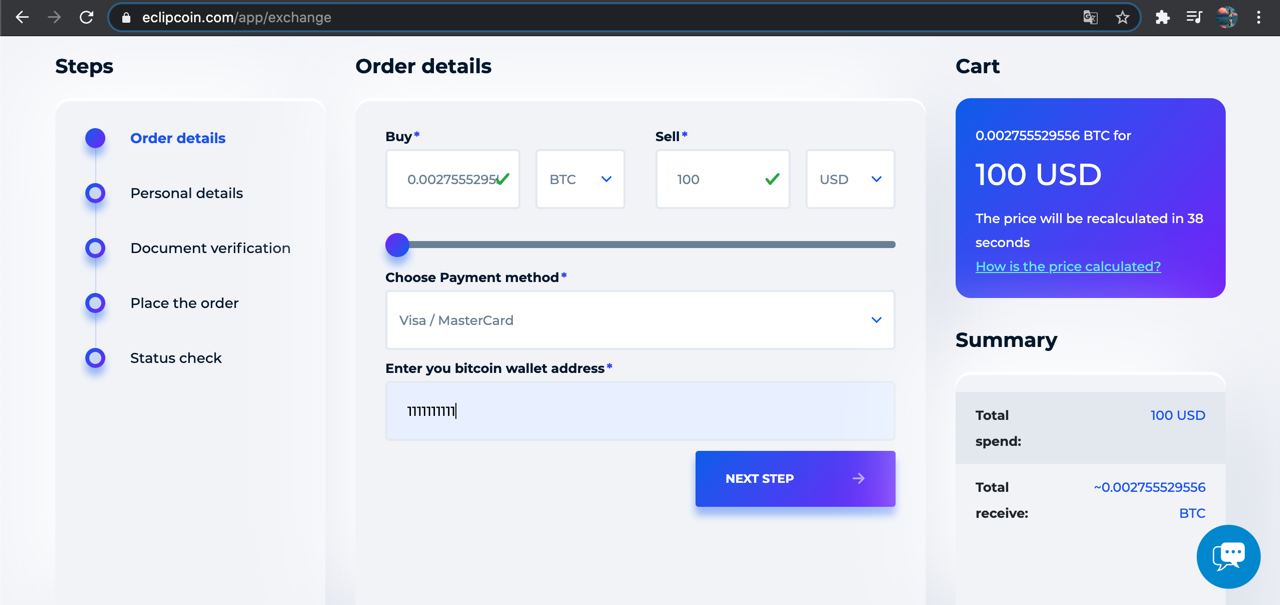 eclipcoin.com/app/exchange
Steps
Order details
Personal details
Document verification
Place the order
Status check
Order details
Buy*
Sell*
0.0027555295
BTC
100
USD
Choose Payment method*
Visa / MasterCard
Enter you bitcoin wallet address*
1111111111
NEXT STEP
Cart
0.002755529556 BTC for
100 USD
The price will be recalculated in 38
seconds
How is the price calculated?
Summary
Total
spend:
100 USD
Total
receive:
~0.002755529556
BTC